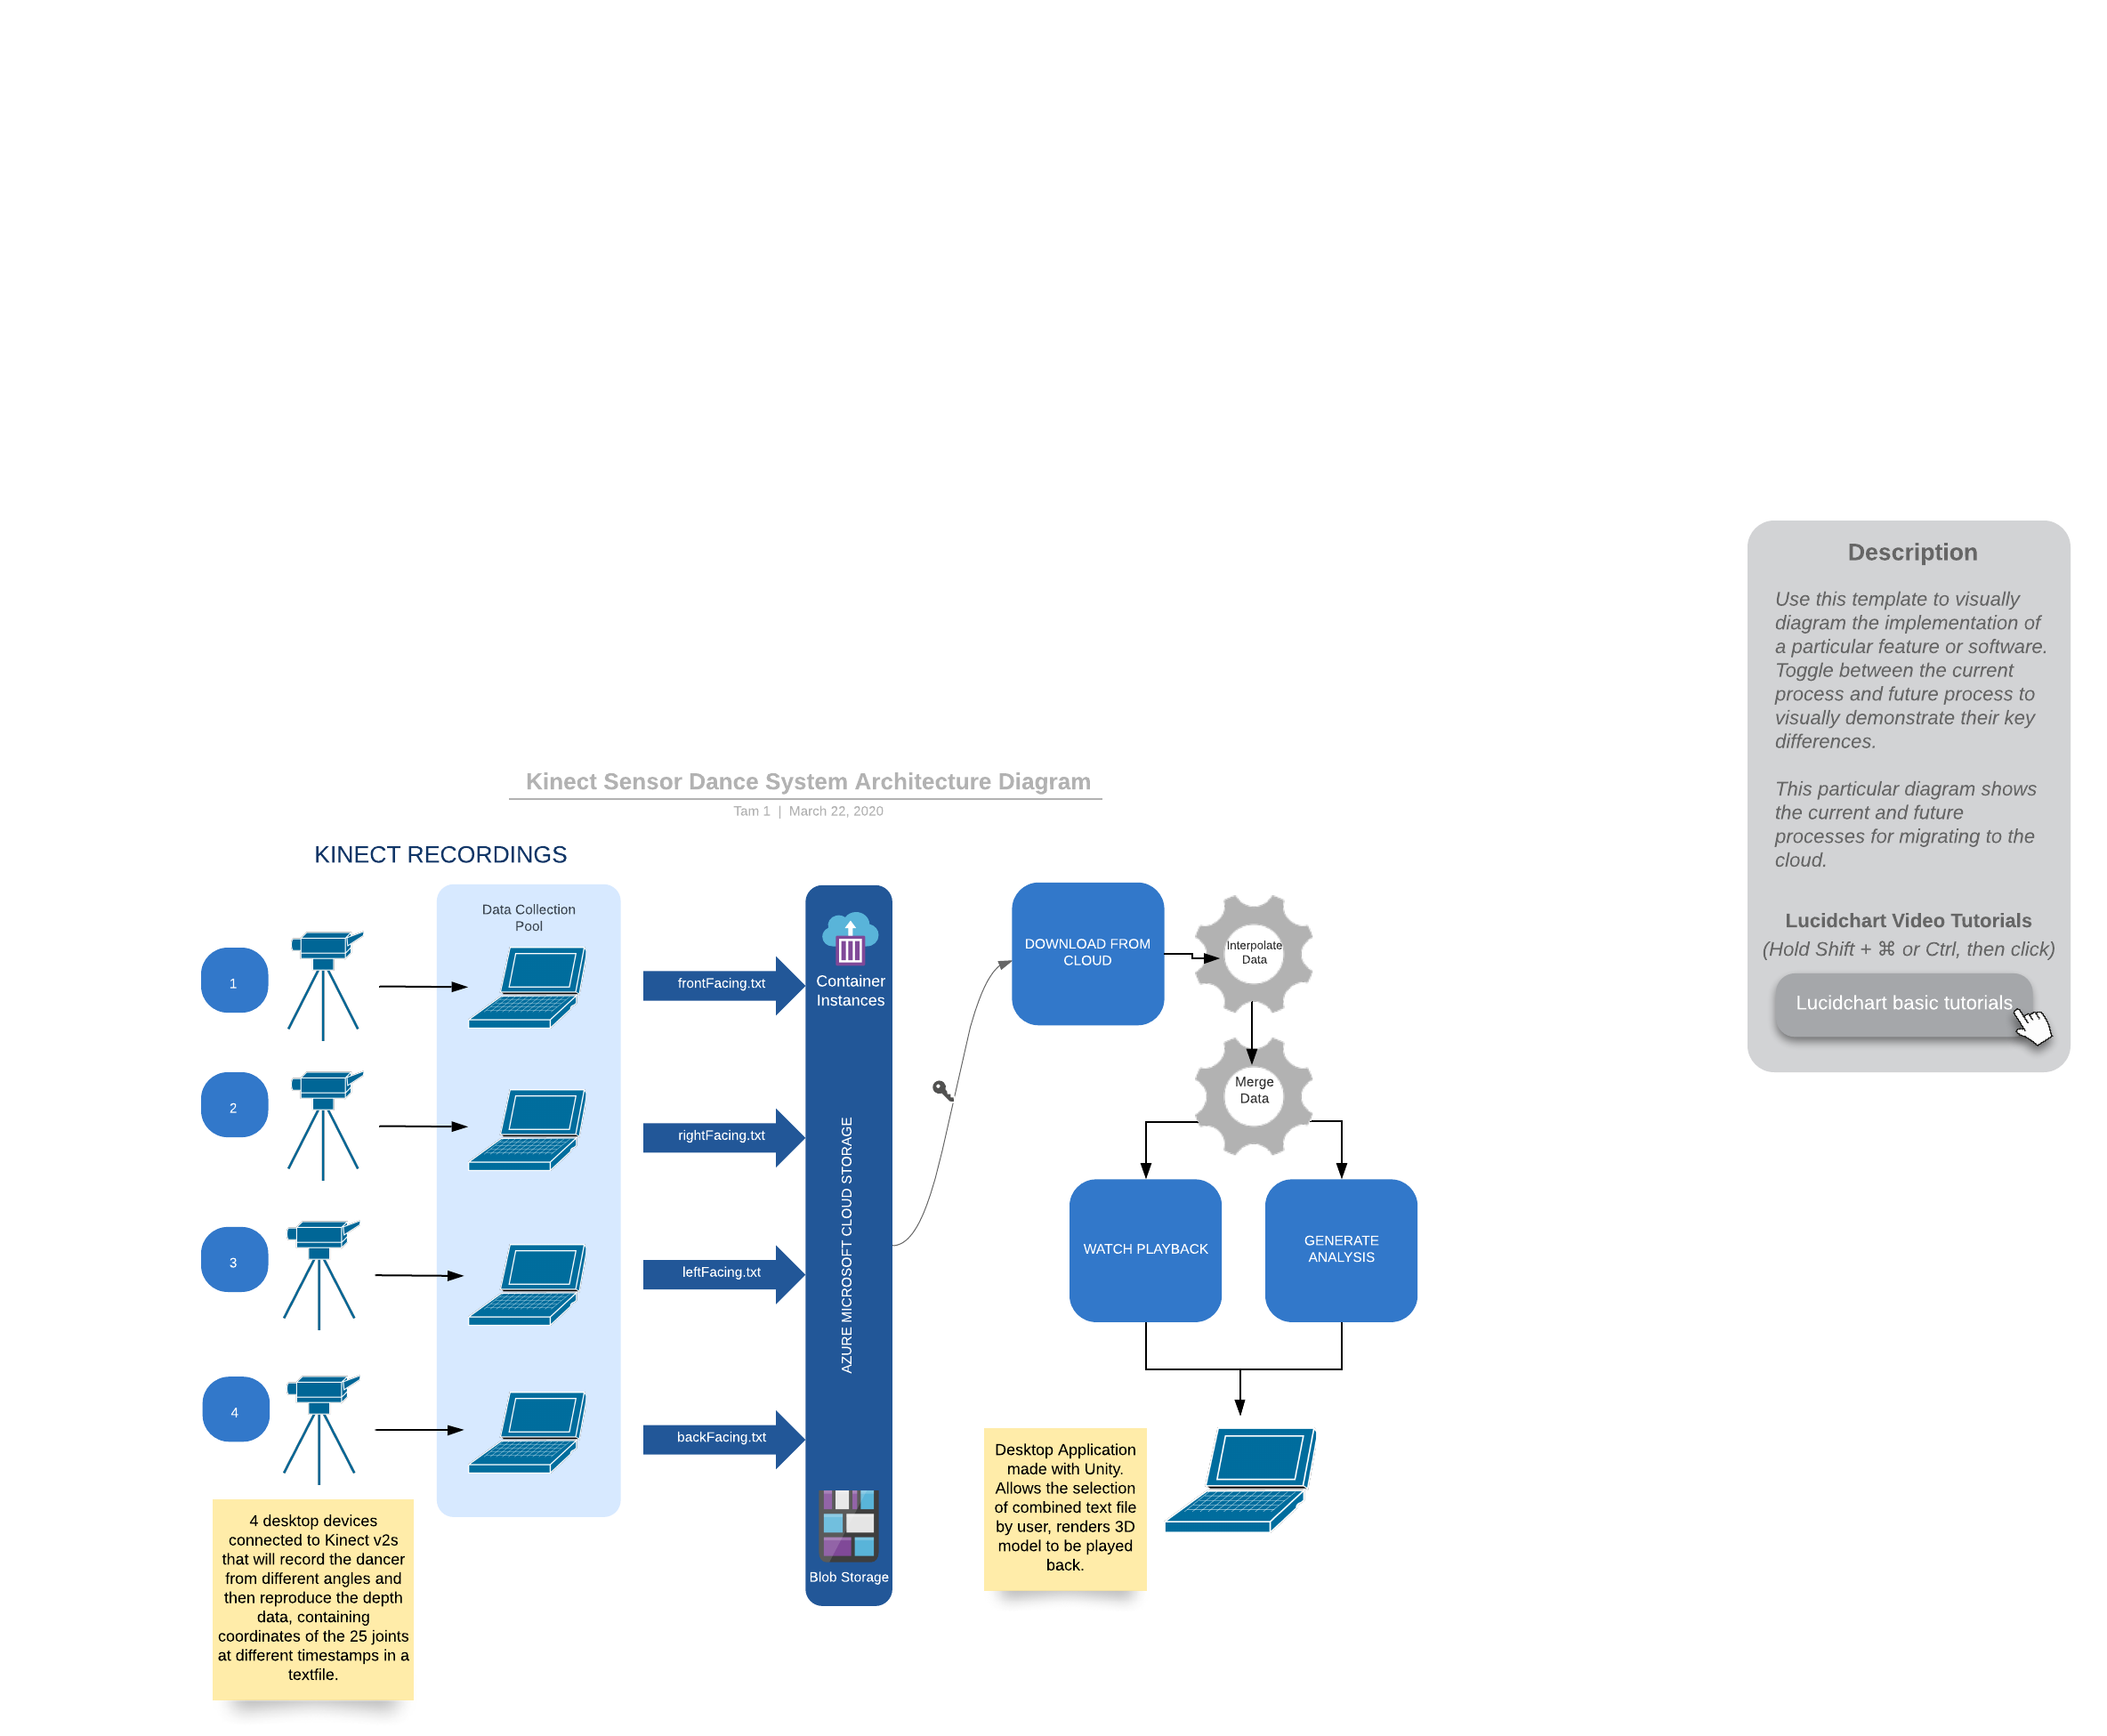 Kinect Sensor Dance System Architecture Diagram
Tam 1 | March 22, 2020
KINECT RECORDINGS
Data Collection
Pool
1
2
3
4
frontFacing.txt
rightFacing.txt
leftFacing.txt
backFacing.txt
Container
Instances
AZURE MICROSOFT CLOUD STORAGE
Blob Storage
DOWNLOAD FROM
CLOUD
Interpolate
Data
Merge
Data
WATCH PLAYBACK
GENERATE
ANALYSIS
4 desktop devices
connected to Kinect v2s
that will record the dancer
from different angles and
then reproduce the depth
data, containing
coordinates of the 25 joints
at different timestamps in a
textfile.
Desktop Application
made with Unity.
Allows the selection
of combined text file
by user, renders 3D
model to be played
back.
Description
Use this template to visually
diagram the implementation of
a particular feature or software.
Toggle between the current
process and future process to
visually demonstrate their key
differences.
This particular diagram shows
the current and future
processes for migrating to the
cloud.
Lucidchart Video Tutorials
(Hold Shift + ⌘ or Ctrl, then click)
Lucidchart basic tutorials